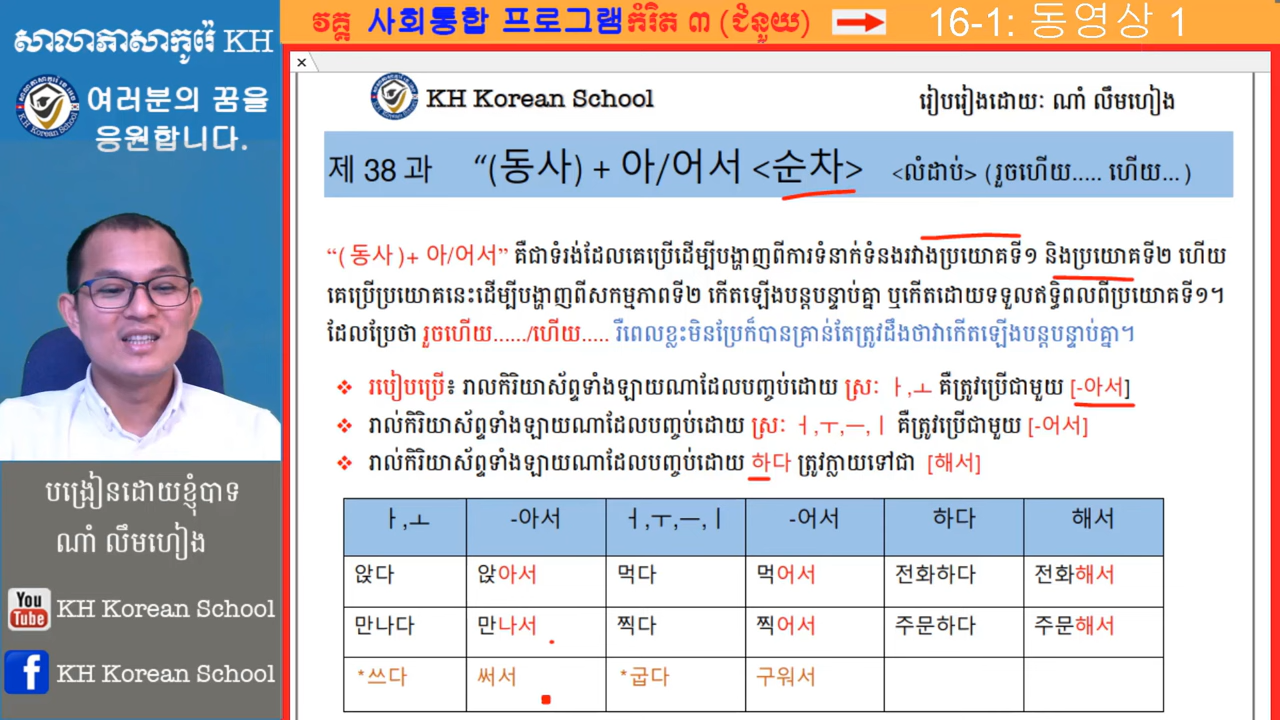 សាលាភាសាកូរ៉េ KH
여러분의 꿈을
응원합니다.
វគ្គ 사회통합 프로그램 កំរិត ៣ (ជំនួយ)
16-1: 동영상 1
KH Korean School
រៀបរៀងដោយៈ ណាំ លឹមហៀង
제 38 과 “(동사) + 아/어서 <순차> <លំដាប់> (រួចហើយ..... ហើយ...)
“(동사)+ 아/어서” គឺជាទំរង់ដែលគេប្រើដើម្បីបង្ហាញពីការទំនាក់ទំនងរវាងប្រយោគទី១ និងប្រយោគទី២ ហើយ
គេប្រើប្រយោគនេះដើម្បីបង្ហាញពីសកម្មភាពទី២ កើតឡើងបន្តបន្ទាប់គ្នា ឬកើតដោយទទួលឥទ្ធិពលពីប្រយោគទី១។
ដែលប្រែថា រួចហើយ....../ហើយ..... រឺពេលខ្លះមិនប្រែក៏បានគ្រាន់តែត្រូវដឹងថាវាកើតឡើងបន្តបន្ទាប់គ្នា។
❖ របៀបប្រើ៖ រាលកិរិយាស័ព្ទទាំងឡាយណាដែលបញ្ចប់ដោយ ស្រៈ ㅏ,ㅗ គឺត្រូវប្រើជាមួយ [-아서]
❖ រាល់កិរិយាស័ព្ទទាំងឡាយណាដែលបញ្ចប់ដោយ ស្រៈ ㅓ,ㅜ,ㅡ,ㅣ គឺត្រូវប្រើជាមួយ [-어서]
❖ រាល់កិរិយាស័ព្ទទាំងឡាយណាដែលបញ្ចប់ដោយ 하다 ត្រូវក្លាយទៅជា [해서]
ㅏ,ㅗ -아서 ㅓ,ㅜ,ㅡ,ㅣ -어서 하다 해서
앉다 앉아서 먹다 먹어서 전화하다 전화해서
만나다 만나서 찍다 찍어서 주문하다 주문해서
*쓰다 써서 *굽다 구워서
បង្រៀនដោយខ្ញុំបាទ
ណាំ លឹមហៀង
You Tube KH Korean School
f KH Korean School